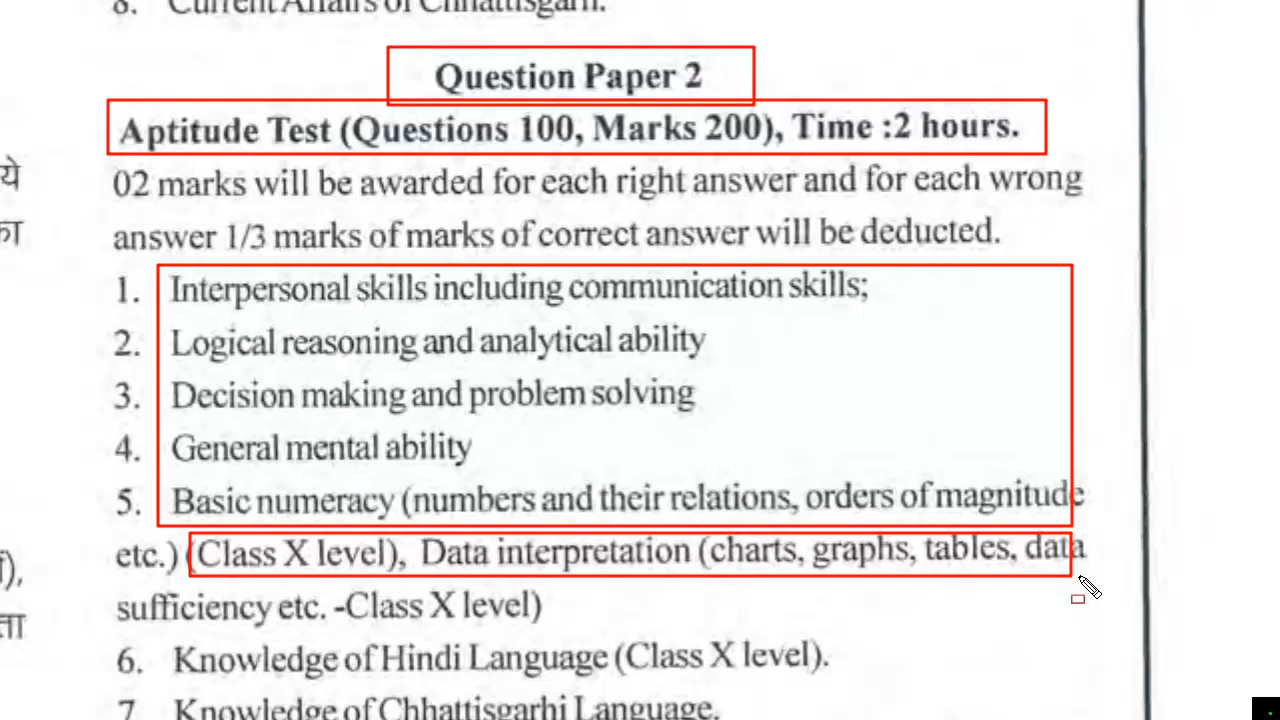 8. Current Affairs of Chhattisgarh.
Question Paper 2
Aptitude Test (Questions 100, Marks 200), Time :2 hours.
02 marks will be awarded for each right answer and for each wrong
answer 1/3 marks of marks of correct answer will be deducted.
1. Interpersonal skills including communication skills;
2. Logical reasoning and analytical ability
3. Decision making and problem solving
4. General mental ability
5. Basic numeracy (numbers and their relations, orders of magnitude
etc.) (Class X level), Data interpretation (charts, graphs, tables, data
sufficiency etc. -Class X level)
6. Knowledge of Hindi Language (Class X level).
7. Knowledge of Chhattisgarhi Language.